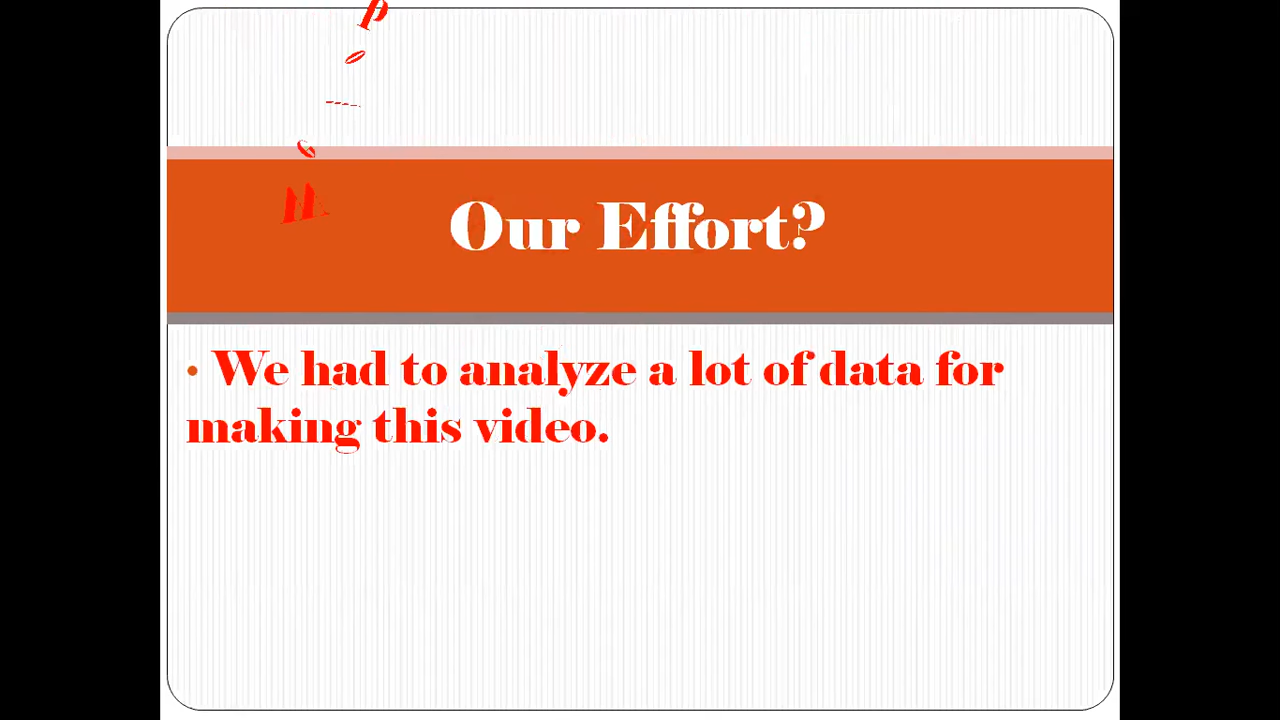 Our Effort?
• We had to analyze a lot of data for
making this video.